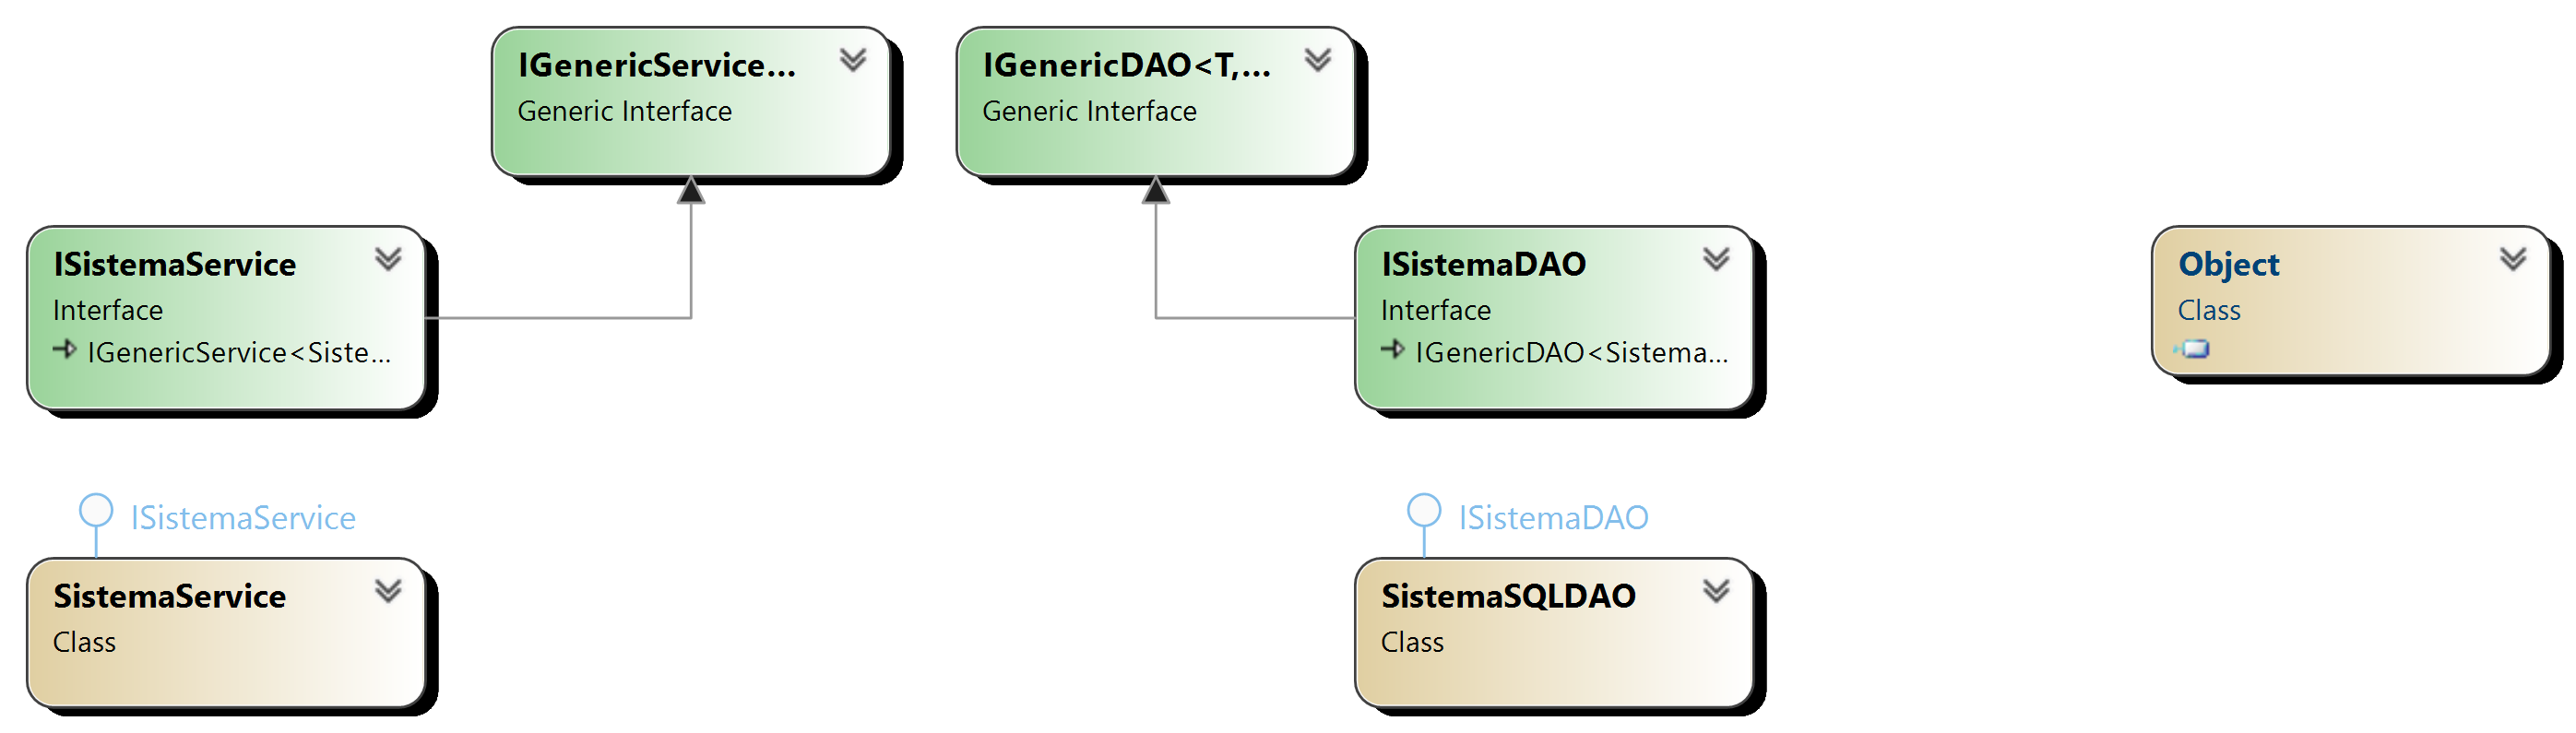 IGenericService...
Generic Interface
IGenericDAO<T,...
Generic Interface
ISistemaService
Interface
IGenericService<Siste...
ISistemaDAO
Interface
IGenericDAO<Sistema...
Object
Class
ISistemaService
SistemaService
Class
ISistemaDAO
SistemaSQLDAO
Class